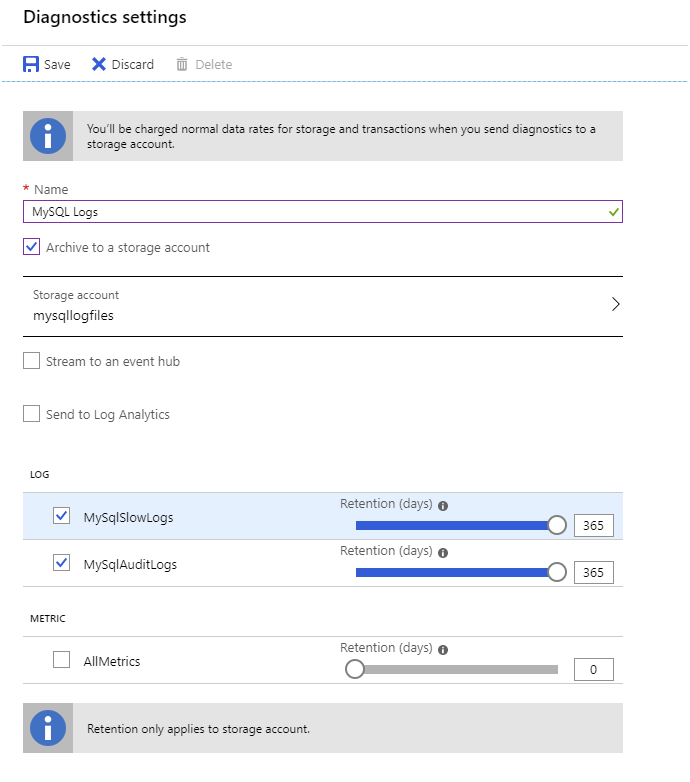 Diagnostics settings
Save Discard Delete
You'll be charged normal data rates for storage and transactions when you send diagnostics to a
storage account.
* Name
MySQL Logs
Archive to a storage account
Storage account
mysqllogfiles
Stream to an event hub
Send to Log Analytics
LOG
Retention (days)
MySqlSlowLogs 365
Retention (days)
MySqlAuditLogs 365
METRIC
Retention (days)
AllMetrics 0
Retention only applies to storage account.